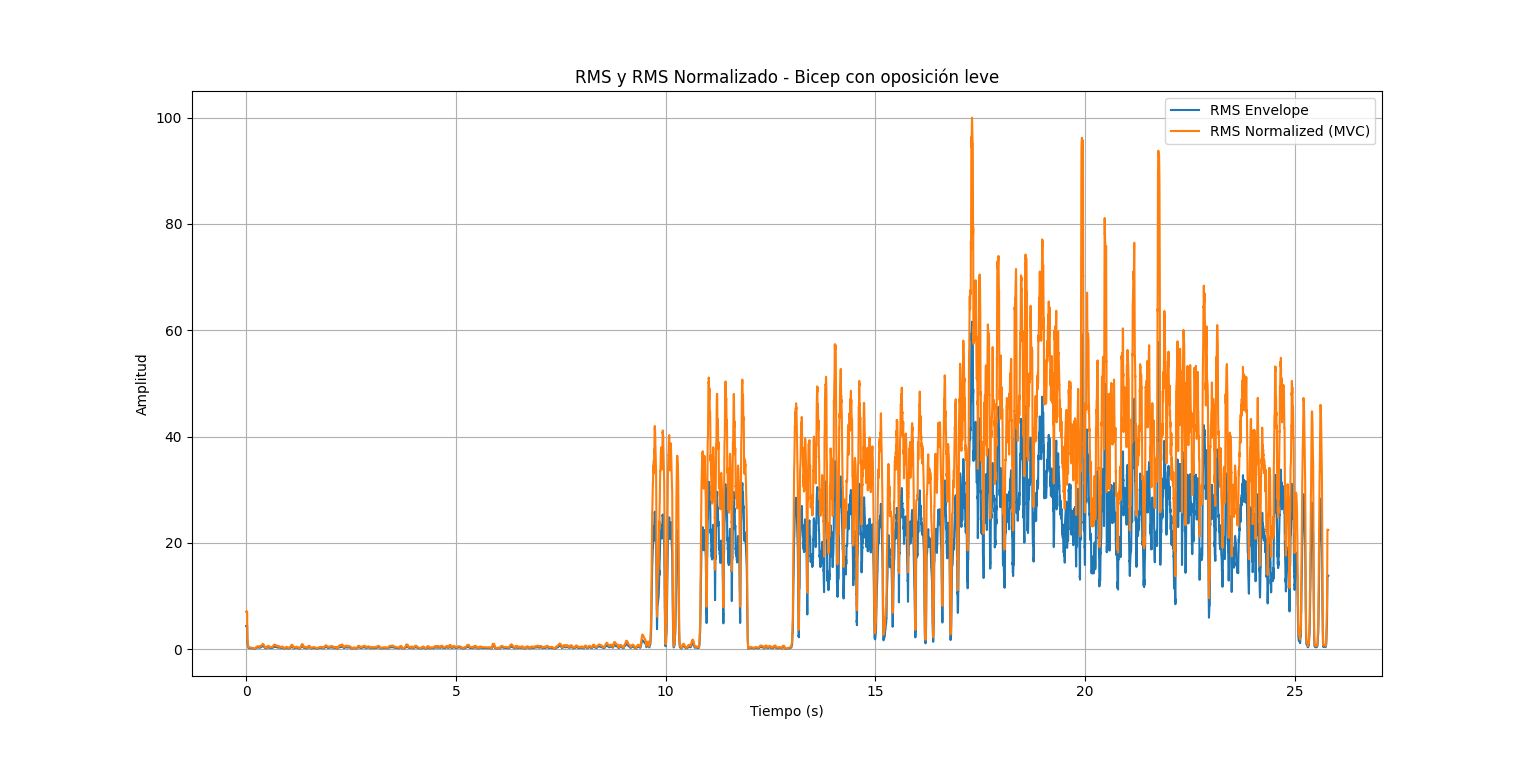 RMS y RMS Normalizado - Bicep con oposición leve
RMS Envelope
RMS Normalized (MVC)
100
80
60
40
20
0
Amplitud
0 5 10 15 20 25
Tiempo (s)